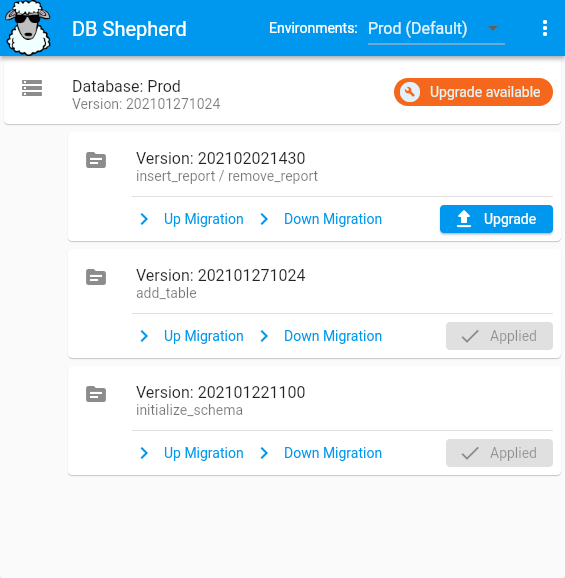 DB Shepherd
Environments: Prod (Default)
Database: Prod
Version: 202101271024
Upgrade available
Version: 202102021430
insert_report / remove_report
Up Migration Down Migration Upgrade
Version: 202101271024
add_table
Up Migration Down Migration Applied
Version: 202101221100
initialize_schema
Up Migration Down Migration Applied